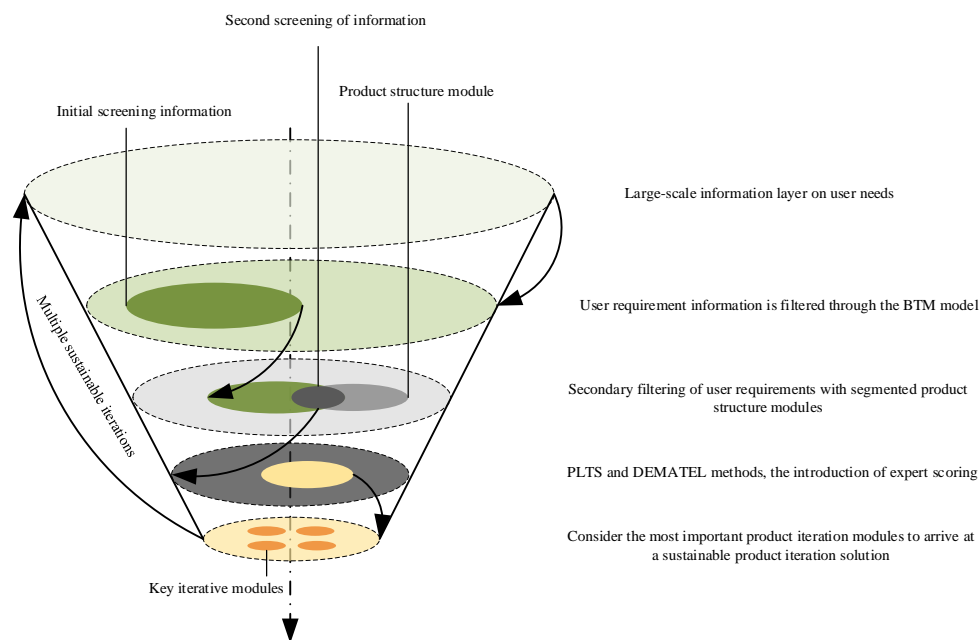 Second screening of information
Product structure module
Initial screening information
Large-scale information layer on user needs
User requirement information is filtered through the BTM model
Multiple sustainable iterations
Secondary filtering of user requirements with segmented product
structure modules
PLTS and DEMATEL methods, the introduction of expert scoring
Consider the most important product iteration modules to arrive at
a sustainable product iteration solution
Key iterative modules